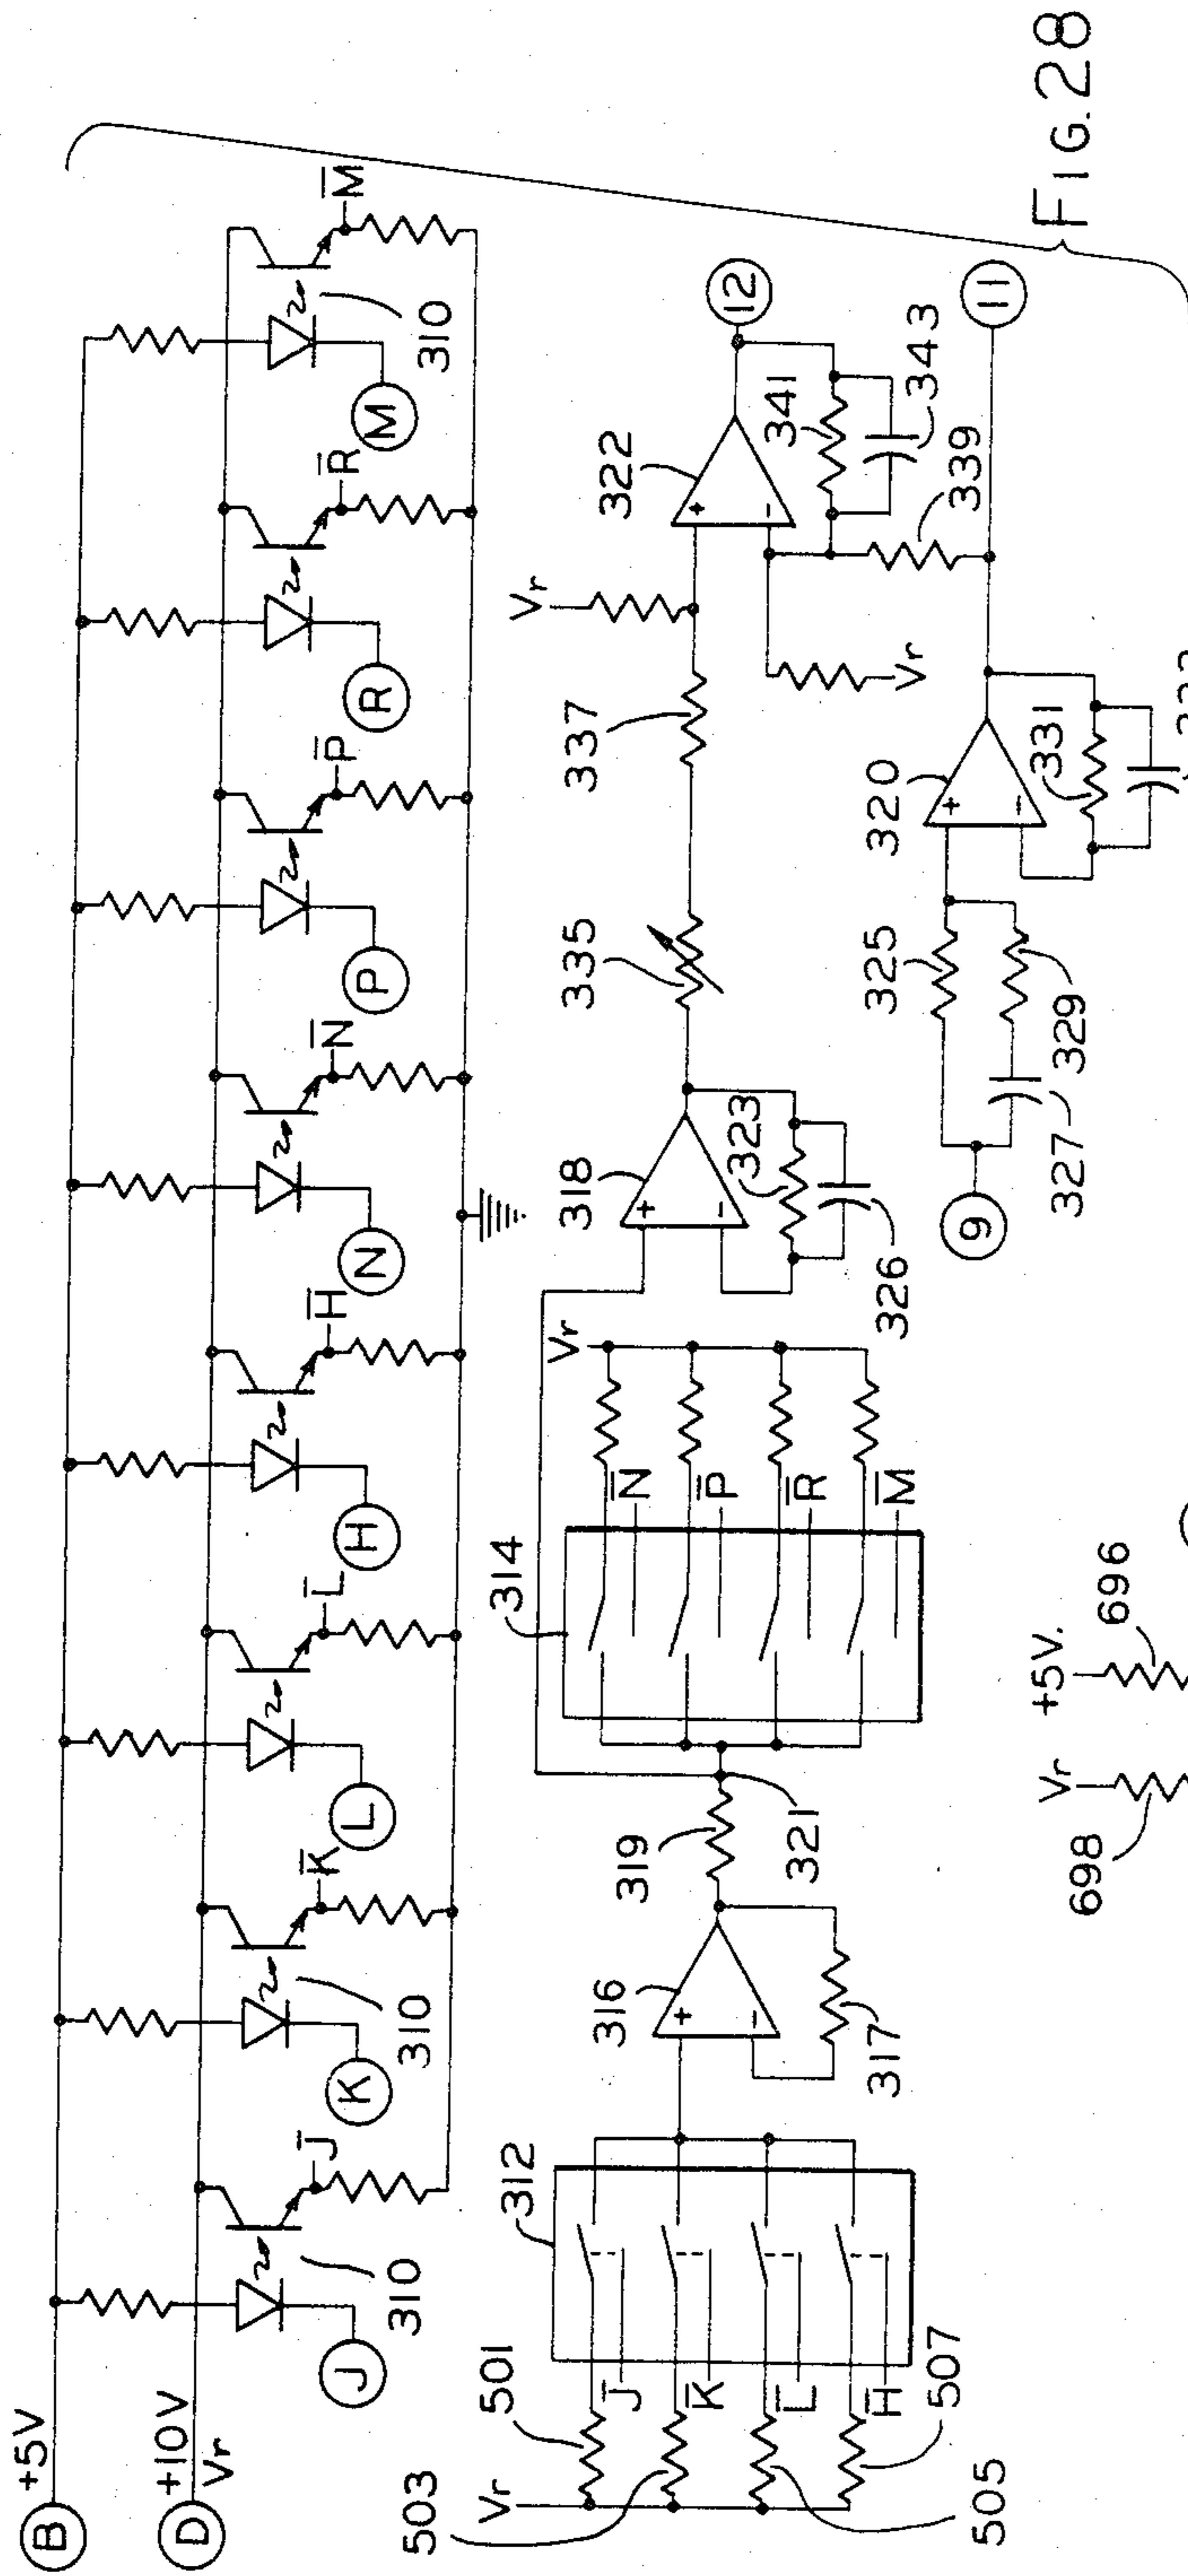 B +5V
D +10V
Vr
J̅ K̅ L̅ H̅ N̅ P̅ R̅ M̅
J K L H N P R M
310 310 310
503 501 312 316 319 314 318 335 337 322
Vr
J̅
K̅
L̅
H̅
505 507
317
321
Vr
N̅
P̅
R̅
M̅
+ -
+ -
323
326
Vr
+ -
Vr
12
341
343
339
9
325
327 329
320
+ -
331
11
698 Vr +5V. 696
FIG. 28